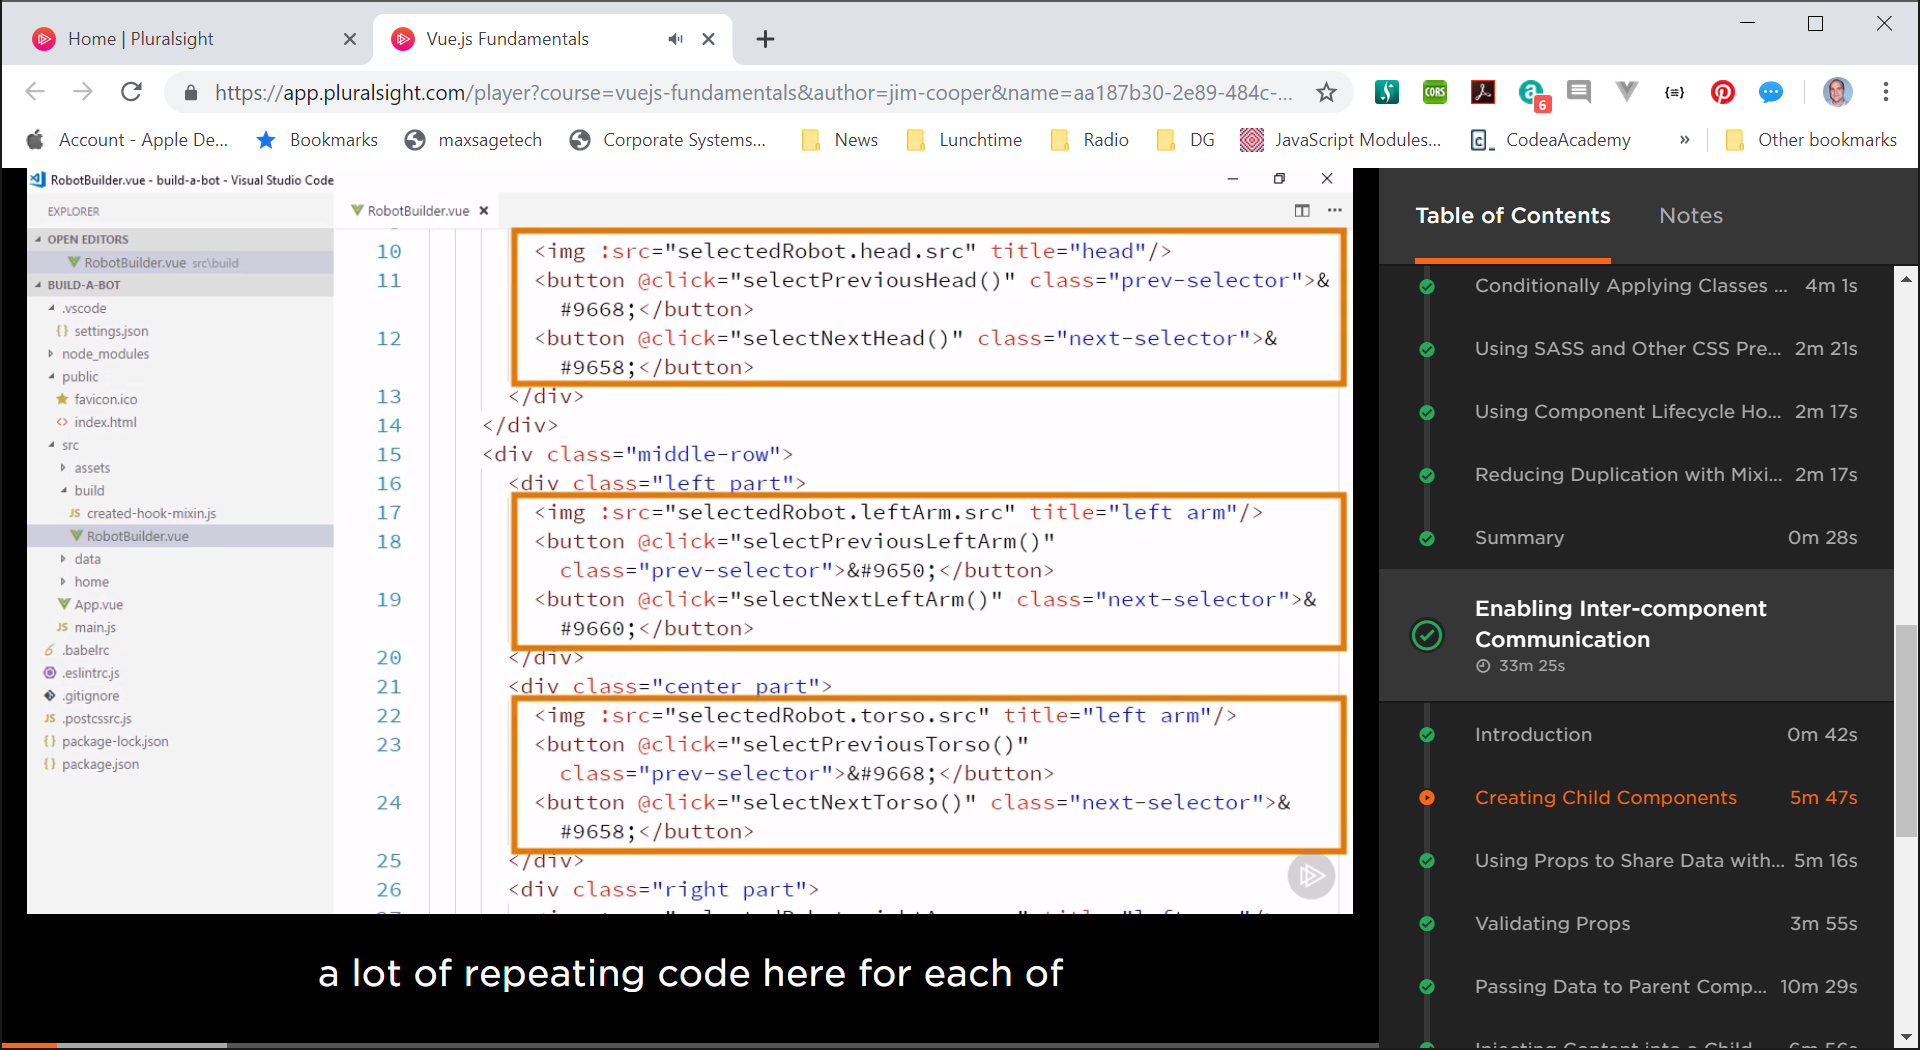 Home | Pluralsight
Vue.js Fundamentals
https://app.pluralsight.com/player?course=vuejs-fundamentals&author=jim-cooper&name=aa187b30-2e89-484c-...
CORS
6
Account - Apple De...
Bookmarks
maxsagetech
Corporate Systems...
News
Lunchtime
Radio
DG
JavaScript Modules...
CodeaAcademy
»
Other bookmarks
RobotBuilder.vue - build-a-bot - Visual Studio Code
EXPLORER
OPEN EDITORS
RobotBuilder.vue src\build
BUILD-A-BOT
.vscode
{} settings.json
node_modules
public
favicon.ico
<> index.html
src
assets
build
JS created-hook-mixin.js
RobotBuilder.vue
data
home
App.vue
JS main.js
.babelrc
.eslintrc.js
.gitignore
JS .postcssrc.js
{} package-lock.json
{} package.json
RobotBuilder.vue
10 <img :src="selectedRobot.head.src" title="head"/>
11 <button @click="selectPreviousHead()" class="prev-selector">&
#9668;</button>
12 <button @click="selectNextHead()" class="next-selector">&
#9658;</button>
13 </div>
14 </div>
15 <div class="middle-row">
16 <div class="left part">
17 <img :src="selectedRobot.leftArm.src" title="left arm"/>
18 <button @click="selectPreviousLeftArm()"
class="prev-selector">&#9650;</button>
19 <button @click="selectNextLeftArm()" class="next-selector">&
#9660;</button>
20 </div>
21 <div class="center part">
22 <img :src="selectedRobot.torso.src" title="left arm"/>
23 <button @click="selectPreviousTorso()"
class="prev-selector">&#9668;</button>
24 <button @click="selectNextTorso()" class="next-selector">&
#9658;</button>
25 </div>
26 <div class="right part">
a lot of repeating code here for each of
Table of Contents
Notes
Conditionally Applying Classes ... 4m 1s
Using SASS and Other CSS Pre... 2m 21s
Using Component Lifecycle Ho... 2m 17s
Reducing Duplication with Mixi... 2m 17s
Summary 0m 28s
Enabling Inter-component
Communication
33m 25s
Introduction 0m 42s
Creating Child Components 5m 47s
Using Props to Share Data with... 5m 16s
Validating Props 3m 55s
Passing Data to Parent Comp... 10m 29s